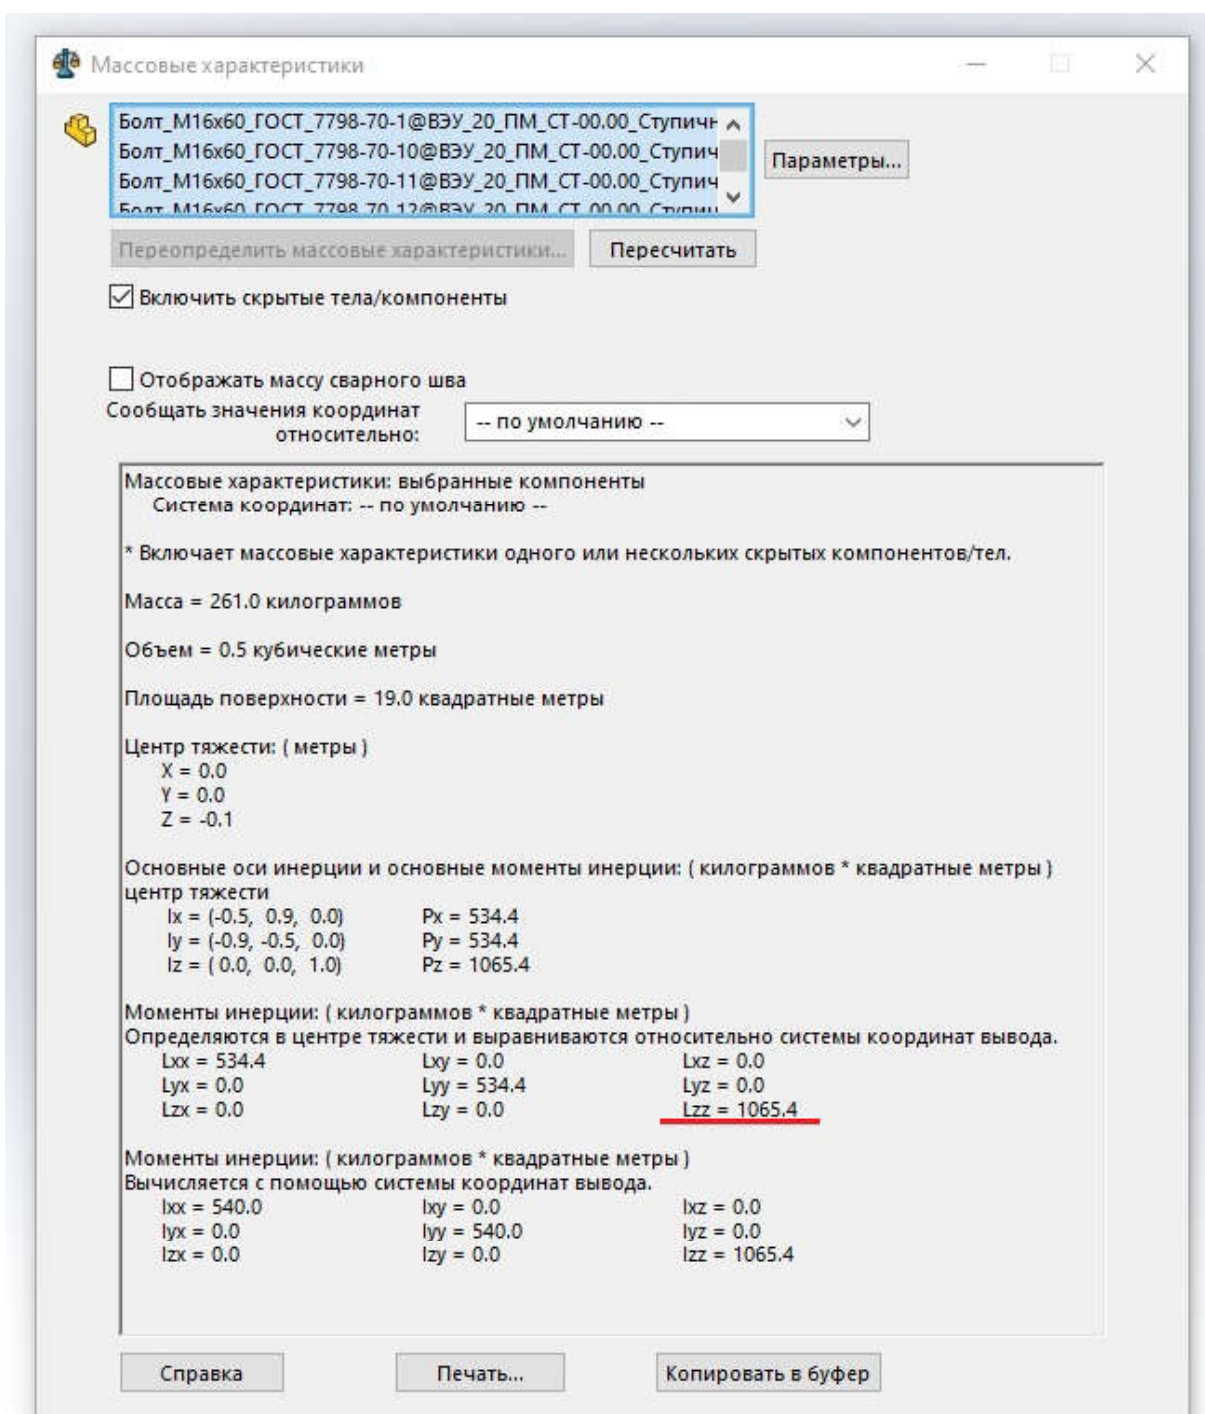 Массовые характеристики
Болт_М16х60_ГОСТ_7798-70-1@ВЭУ_20_ПМ_СТ-00.00_Ступичн
Болт_М16х60_ГОСТ_7798-70-10@ВЭУ_20_ПМ_СТ-00.00_Ступич
Болт_М16х60_ГОСТ_7798-70-11@ВЭУ_20_ПМ_СТ-00.00_Ступич
Болт_М16х60_ГОСТ_7798-70-12@ВЭУ_20_ПМ_СТ-00.00_Ступич
Параметры...
Переопределить массовые характеристики...
Пересчитать
Включить скрытые тела/компоненты
Отображать массу сварного шва
Сообщать значения координат
относительно:
-- по умолчанию --
Массовые характеристики: выбранные компоненты
Система координат: -- по умолчанию --
* Включает массовые характеристики одного или нескольких скрытых компонентов/тел.
Масса = 261.0 килограммов
Объем = 0.5 кубические метры
Площадь поверхности = 19.0 квадратные метры
Центр тяжести: ( метры )
X = 0.0
Y = 0.0
Z = -0.1
Основные оси инерции и основные моменты инерции: ( килограммов * квадратные метры )
центр тяжести
Ix = (-0.5, 0.9, 0.0) Px = 534.4
Iy = (-0.9, -0.5, 0.0) Py = 534.4
Iz = ( 0.0, 0.0, 1.0) Pz = 1065.4
Моменты инерции: ( килограммов * квадратные метры )
Определяются в центре тяжести и выравниваются относительно системы координат вывода.
Lxx = 534.4 Lxy = 0.0 Lxz = 0.0
Lyx = 0.0 Lyy = 534.4 Lyz = 0.0
Lzx = 0.0 Lzy = 0.0 Lzz = 1065.4
Моменты инерции: ( килограммов * квадратные метры )
Вычисляется с помощью системы координат вывода.
Ixx = 540.0 Ixy = 0.0 Ixz = 0.0
Iyx = 0.0 Iyy = 540.0 Iyz = 0.0
Izx = 0.0 Izy = 0.0 Izz = 1065.4
Справка
Печать...
Копировать в буфер